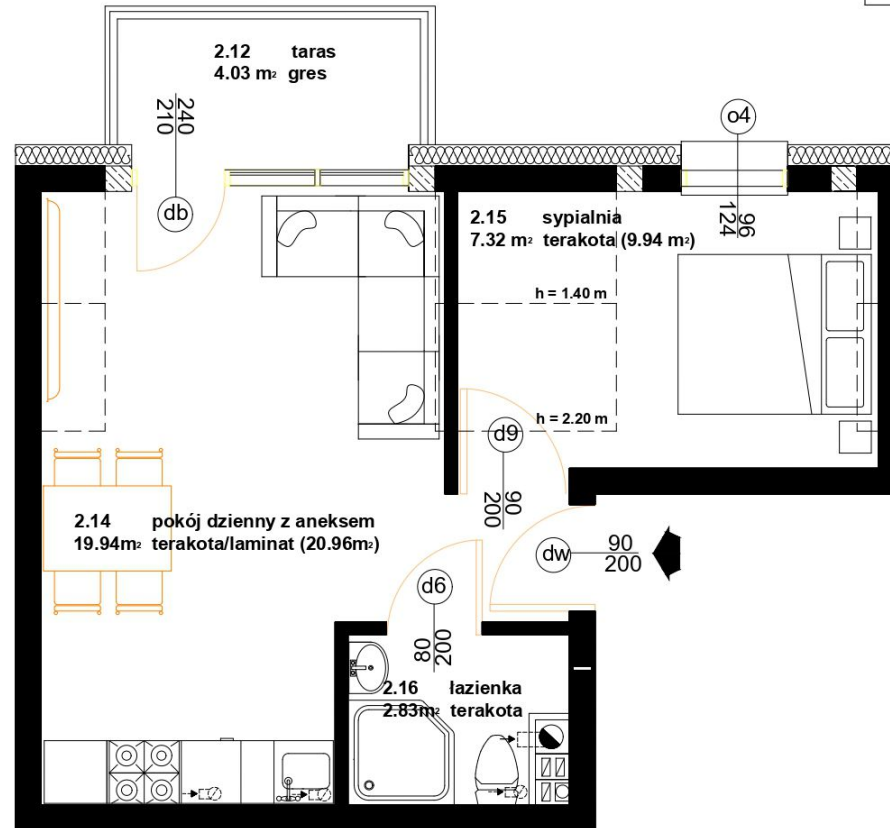 2.12 taras
4.03 m² gres
240
210
o4
db
96
124
2.15 sypialnia
7.32 m² terakota (9.94 m²)
h = 1.40 m
h = 2.20 m
d9
90
200
2.14 pokój dzienny z aneksem
19.94m² terakota/laminat (20.96m²)
dw
90
200
d6
200
80
2.16 łazienka
2.83m² terakota